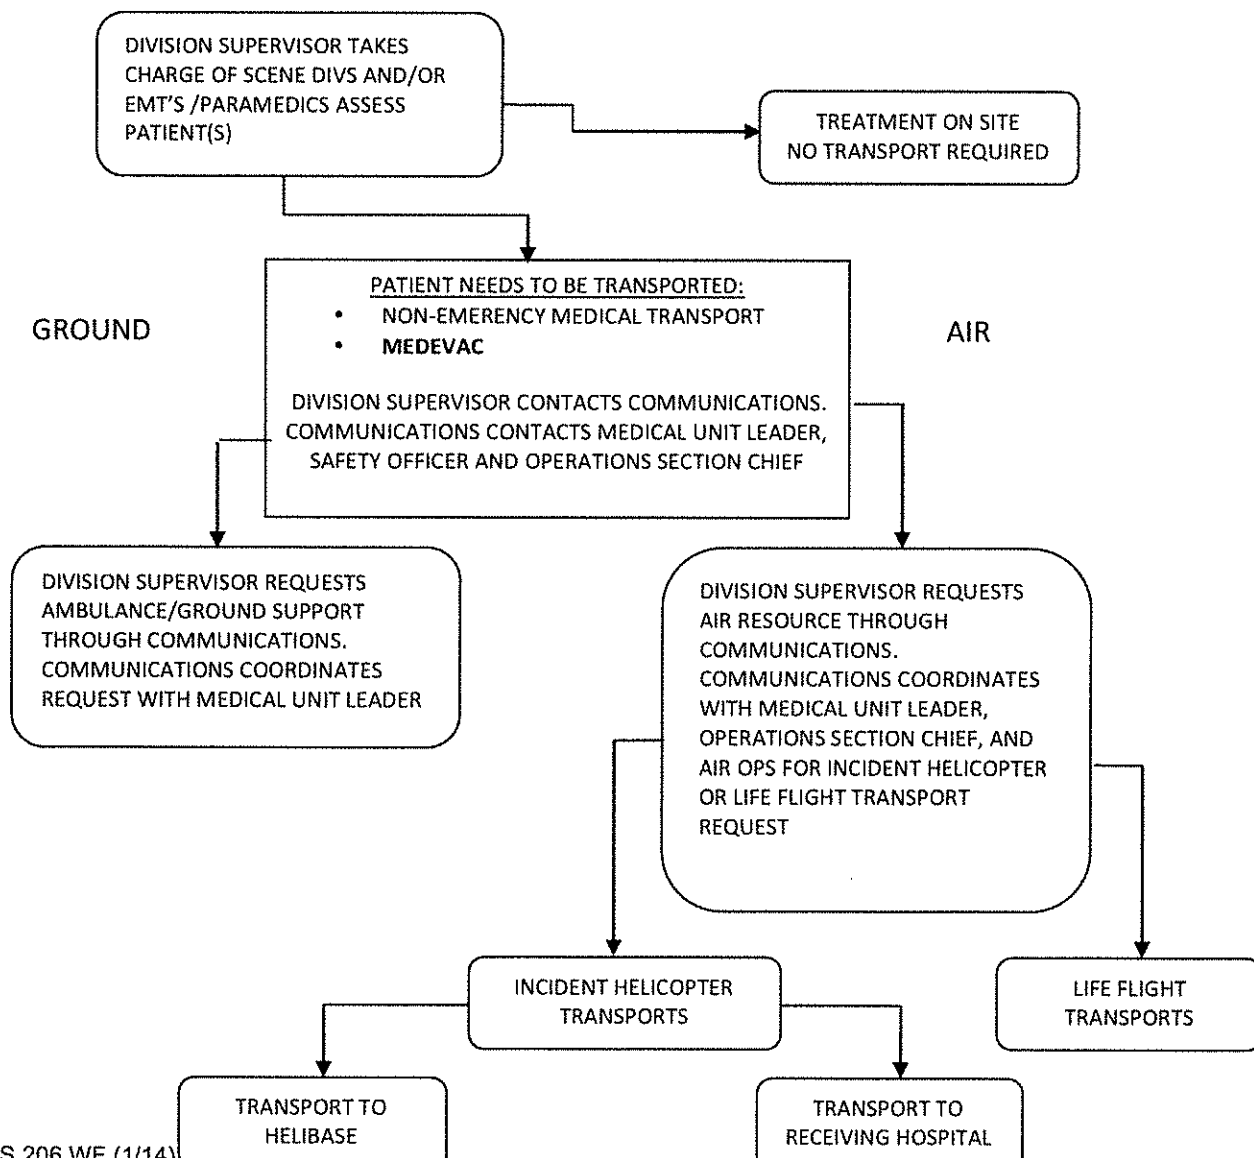 DIVISION SUPERVISOR TAKES
CHARGE OF SCENE DIVS AND/OR
EMT'S /PARAMEDICS ASSESS
PATIENT(S)
TREATMENT ON SITE
NO TRANSPORT REQUIRED
PATIENT NEEDS TO BE TRANSPORTED:
• NON-EMERENCY MEDICAL TRANSPORT
• MEDEVAC
GROUND
AIR
DIVISION SUPERVISOR CONTACTS COMMUNICATIONS.
COMMUNICATIONS CONTACTS MEDICAL UNIT LEADER,
SAFETY OFFICER AND OPERATIONS SECTION CHIEF
DIVISION SUPERVISOR REQUESTS
AMBULANCE/GROUND SUPPORT
THROUGH COMMUNICATIONS.
COMMUNICATIONS COORDINATES
REQUEST WITH MEDICAL UNIT LEADER
DIVISION SUPERVISOR REQUESTS
AIR RESOURCE THROUGH
COMMUNICATIONS.
COMMUNICATIONS COORDINATES
WITH MEDICAL UNIT LEADER,
OPERATIONS SECTION CHIEF, AND
AIR OPS FOR INCIDENT HELICOPTER
OR LIFE FLIGHT TRANSPORT
REQUEST
INCIDENT HELICOPTER
TRANSPORTS
LIFE FLIGHT
TRANSPORTS
TRANSPORT TO
HELIBASE
TRANSPORT TO
RECEIVING HOSPITAL
S 206 WF (1/14)